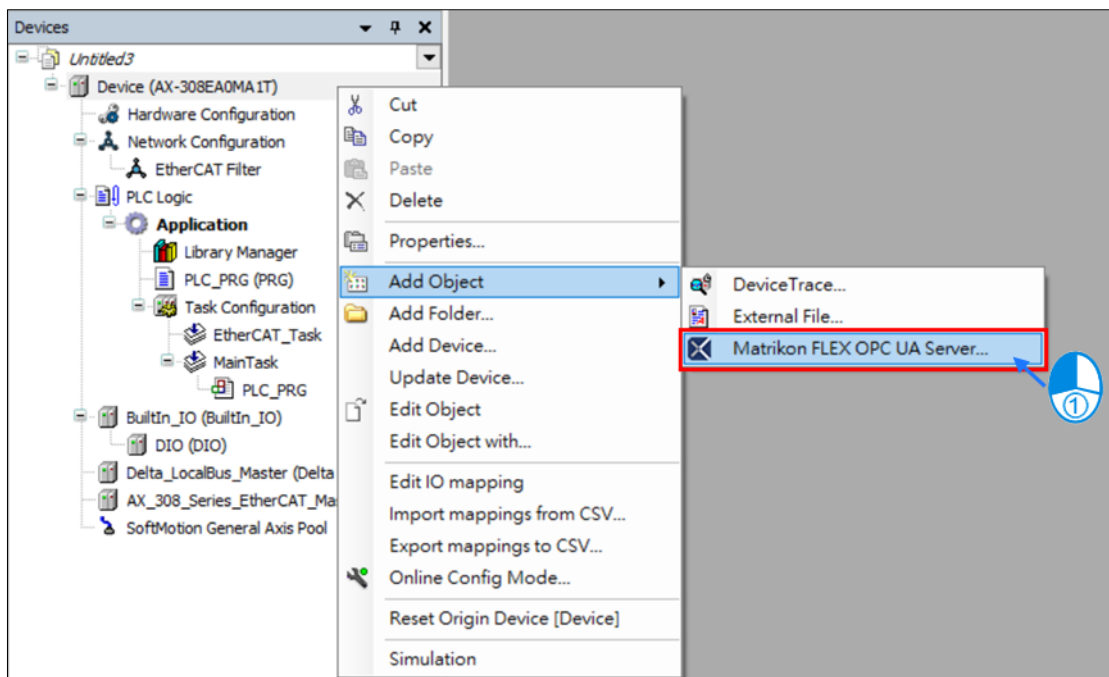 Devices
Untitled3
Device (AX-308EA0MA1T)
Hardware Configuration
Network Configuration
EtherCAT Filter
PLC Logic
Application
Library Manager
PLC_PRG (PRG)
Task Configuration
EtherCAT_Task
MainTask
PLC_PRG
BuiltIn_IO (BuiltIn_IO)
DIO (DIO)
Delta_LocalBus_Master (Delta
AX_308_Series_EtherCAT_Ma
SoftMotion General Axis Pool
Cut
Copy
Paste
Delete
Properties...
Add Object
Add Folder...
Add Device...
Update Device...
Edit Object
Edit Object with...
Edit IO mapping
Import mappings from CSV...
Export mappings to CSV...
Online Config Mode...
Reset Origin Device [Device]
Simulation
DeviceTrace...
External File...
Matrikon FLEX OPC UA Server...
①